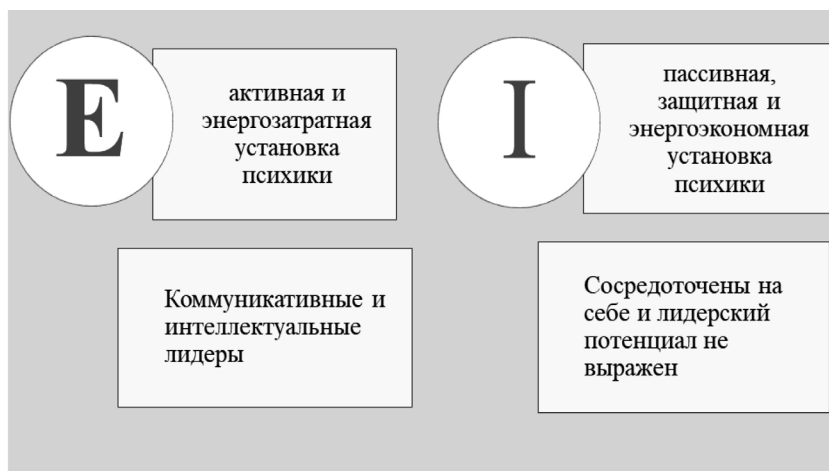 E
активная и
энергозатратная
установка
психики
I
пассивная,
защитная и
энергоэкономная
установка
психики
Коммуникативные и
интеллектуальные
лидеры
Сосредоточены на
себе и лидерский
потенциал не
выражен